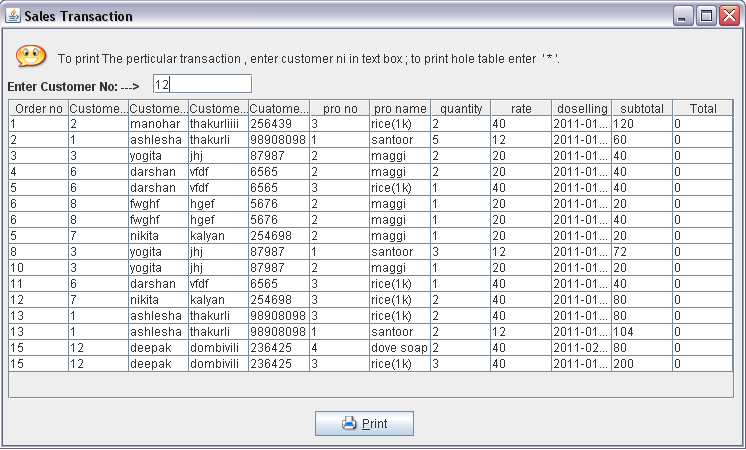 Sales Transaction
To print The perticular transaction , enter customer ni in text box ; to print hole table enter ' * '.
Enter Customer No: --->
12
Order no Custome... Custome... Custome... Cuatome... pro no pro name quantity rate doselling subtotal Total
1 2 manohar thakurliiii 256439 3 rice(1k) 2 40 2011-01... 120 0
2 1 ashlesha thakurli 98908098 1 santoor 5 12 2011-01... 60 0
3 3 yogita jhj 87987 2 maggi 2 20 2011-01... 40 0
4 6 darshan vfdf 6565 2 maggi 2 20 2011-01... 40 0
5 6 darshan vfdf 6565 3 rice(1k) 1 40 2011-01... 40 0
6 8 fwghf hgef 5676 2 maggi 1 20 2011-01... 20 0
6 8 fwghf hgef 5676 2 maggi 1 20 2011-01... 40 0
5 7 nikita kalyan 254698 2 maggi 1 20 2011-01... 20 0
8 3 yogita jhj 87987 1 santoor 3 12 2011-01... 72 0
10 3 yogita jhj 87987 2 maggi 1 20 2011-01... 20 0
11 6 darshan vfdf 6565 3 rice(1k) 1 40 2011-01... 40 0
12 7 nikita kalyan 254698 3 rice(1k) 2 40 2011-01... 80 0
13 1 ashlesha thakurli 98908098 3 rice(1k) 2 40 2011-01... 80 0
13 1 ashlesha thakurli 98908098 1 santoor 2 12 2011-01... 104 0
15 12 deepak dombivili 236425 4 dove soap 2 40 2011-02... 80 0
15 12 deepak dombivili 236425 3 rice(1k) 3 40 2011-01... 200 0
Print